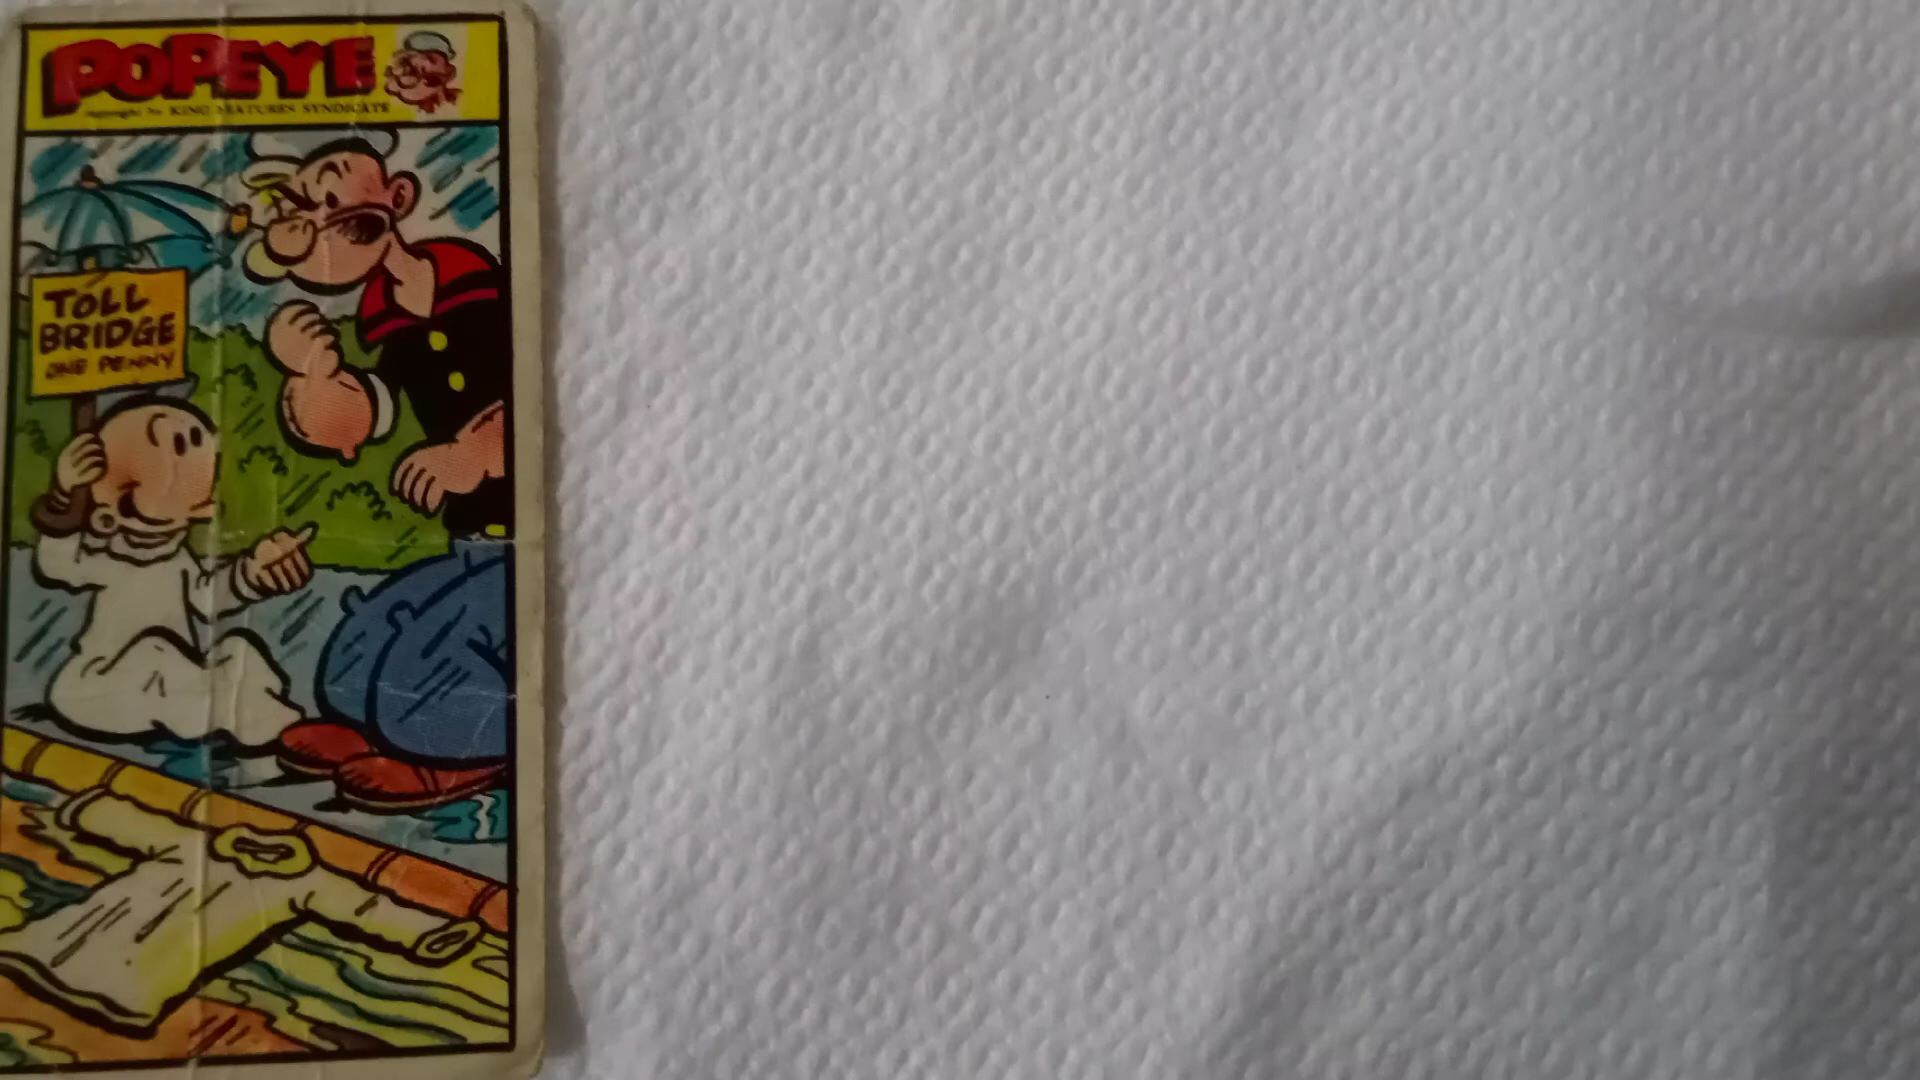 POPEYE
copyright by KING FEATURES SYNDICATE
TOLL
BRIDGE
ONE PENNY